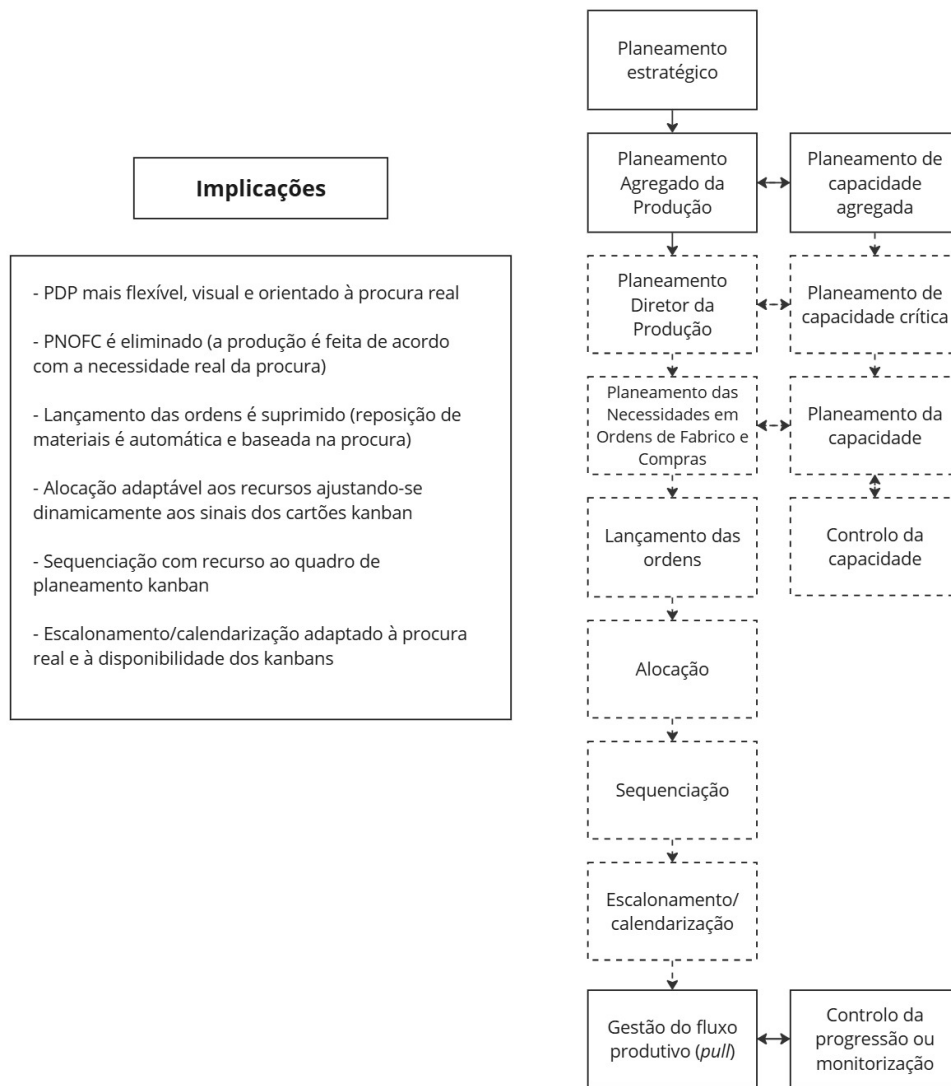 Implicações
- PDP mais flexível, visual e orientado à procura real
- PNOFC é eliminado (a produção é feita de acordo
com a necessidade real da procura)
- Lançamento das ordens é suprimido (reposição de
materiais é automática e baseada na procura)
- Alocação adaptável aos recursos ajustando-se
dinamicamente aos sinais dos cartões kanban
- Sequenciação com recurso ao quadro de
planeamento kanban
- Escalonamento/calendarização adaptado à procura
real e à disponibilidade dos kanbans
Planeamento
estratégico
Planeamento
Agregado da
Produção
Planeamento de
capacidade
agregada
Planeamento
Diretor da
Produção
Planeamento de
capacidade crítica
Planeamento das
Necessidades em
Ordens de Fabrico e
Compras
Planeamento da
capacidade
Lançamento das
ordens
Controlo da
capacidade
Alocação
Sequenciação
Escalonamento/
calendarização
Gestão do fluxo
produtivo (pull)
Controlo da
progressão ou
monitorização